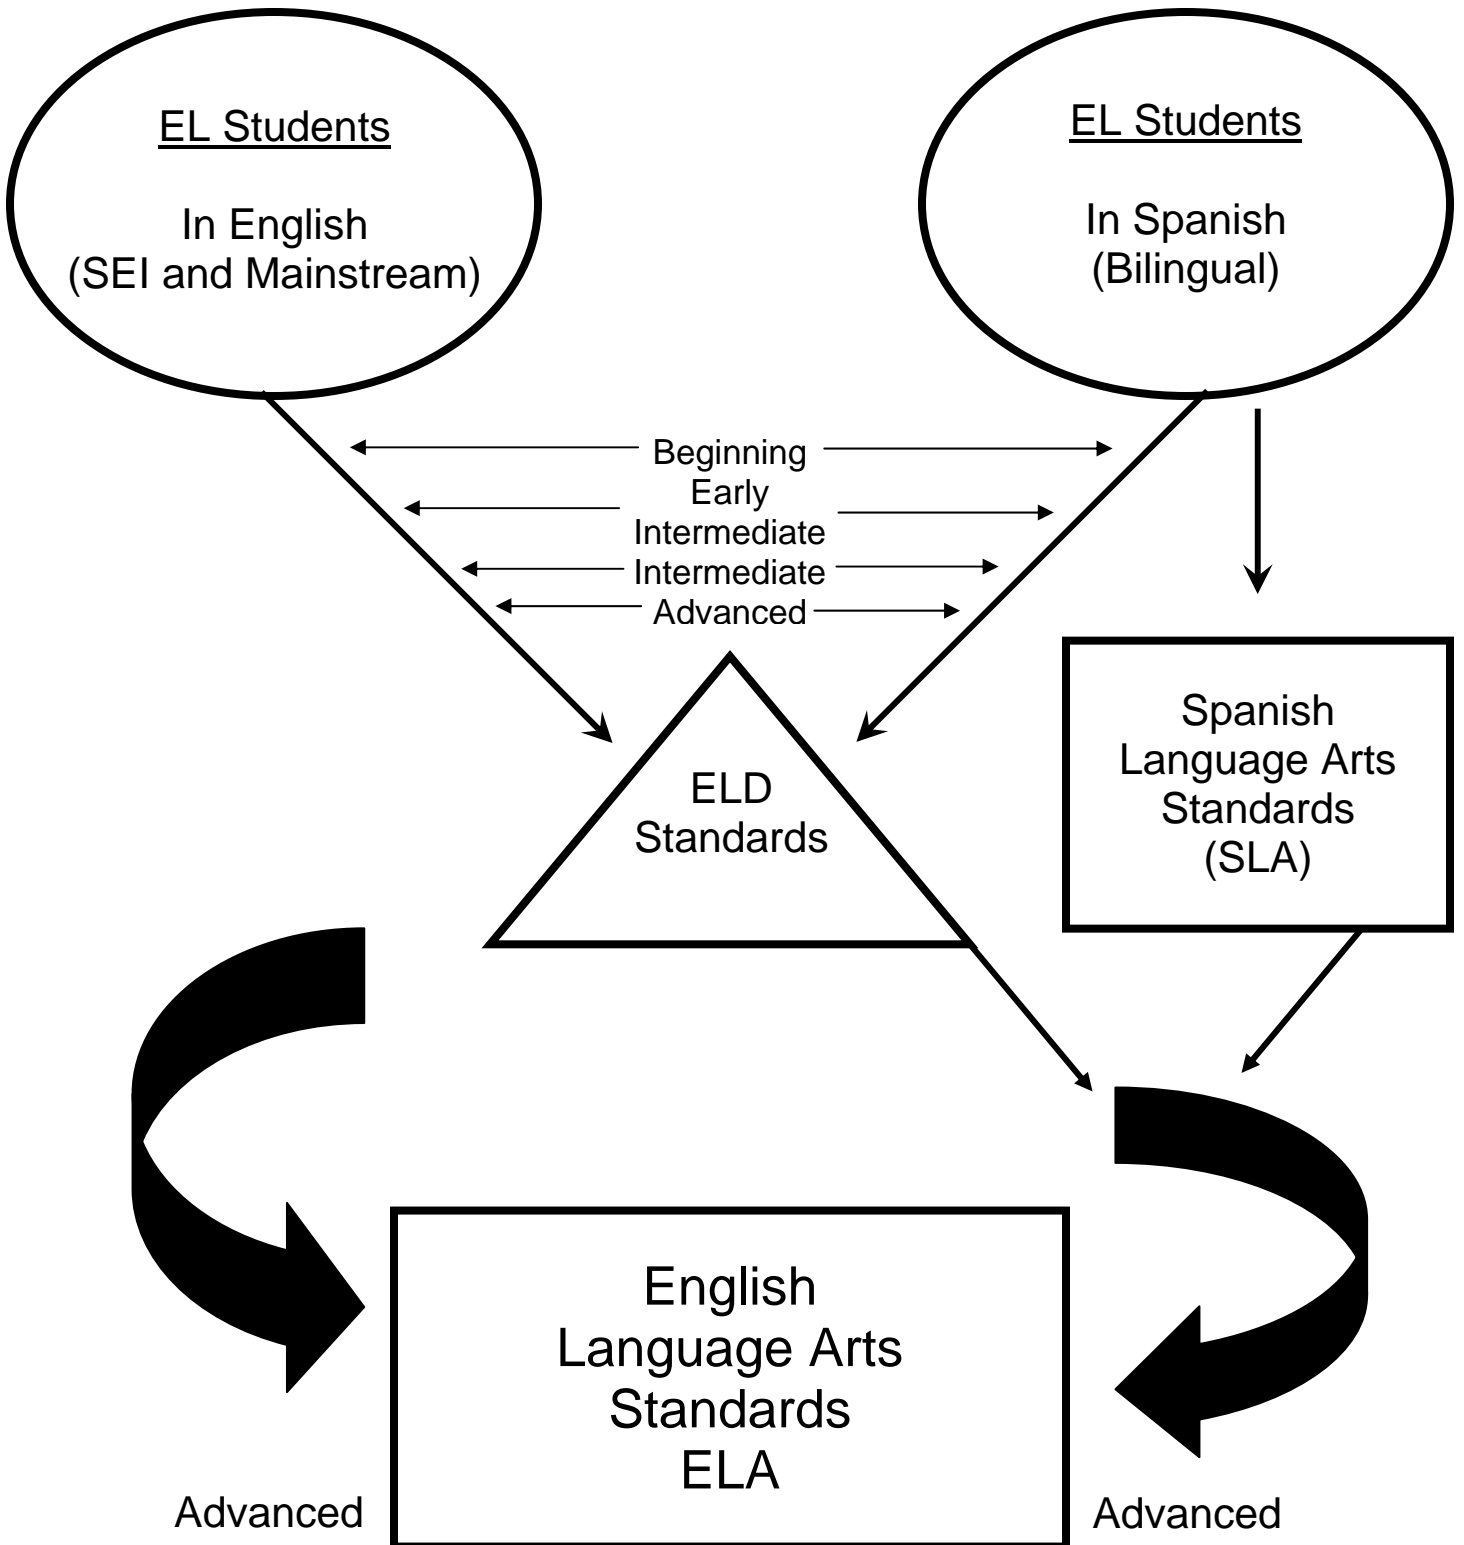 EL Students
In English
(SEI and Mainstream)
EL Students
In Spanish
(Bilingual)
Beginning
Early
Intermediate
Intermediate
Advanced
ELD
Standards
Spanish
Language Arts
Standards
(SLA)
English
Language Arts
Standards
ELA
Advanced
Advanced